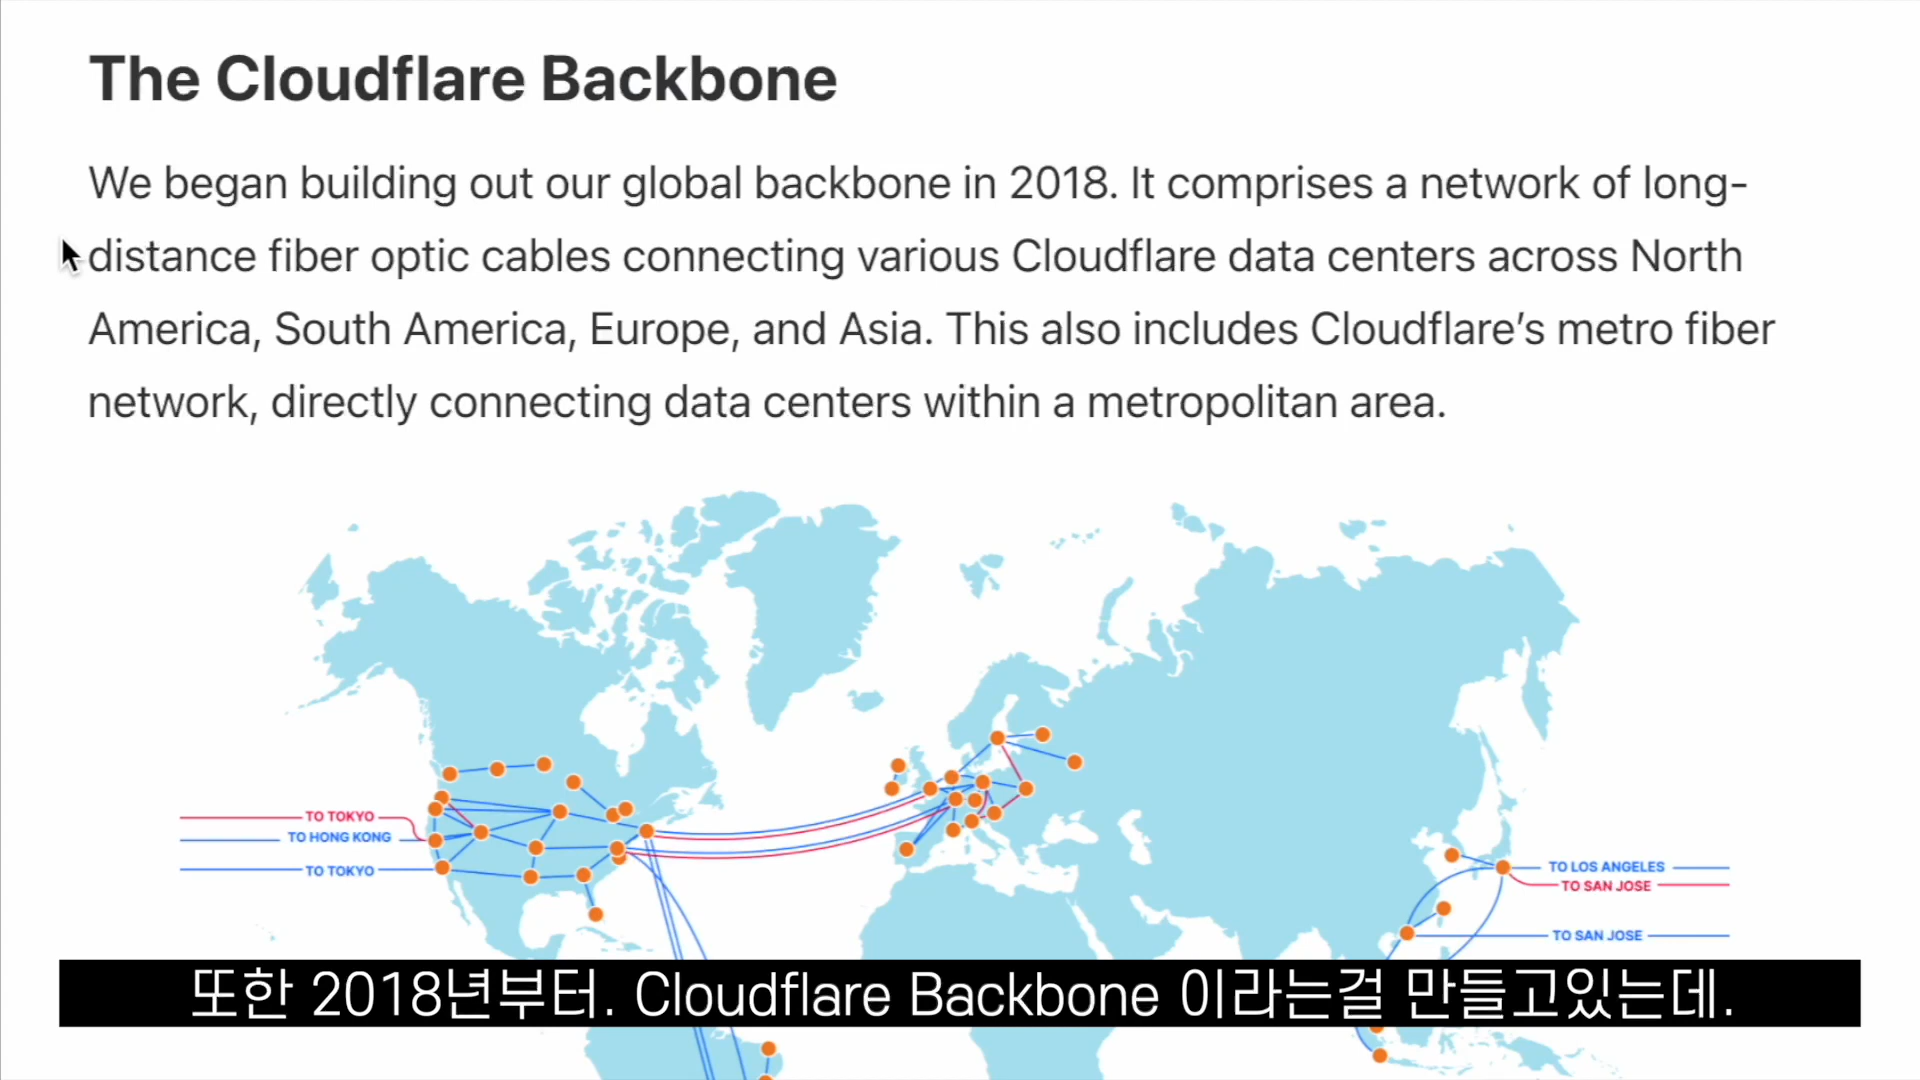 The Cloudflare Backbone
We began building out our global backbone in 2018. It comprises a network of long-
distance fiber optic cables connecting various Cloudflare data centers across North
America, South America, Europe, and Asia. This also includes Cloudflare’s metro fiber
network, directly connecting data centers within a metropolitan area.
TO TOKYO
TO HONG KONG
TO TOKYO
TO LOS ANGELES
TO SAN JOSE
TO SAN JOSE
또한 2018년부터. Cloudflare Backbone 이라는걸 만들고있는데.